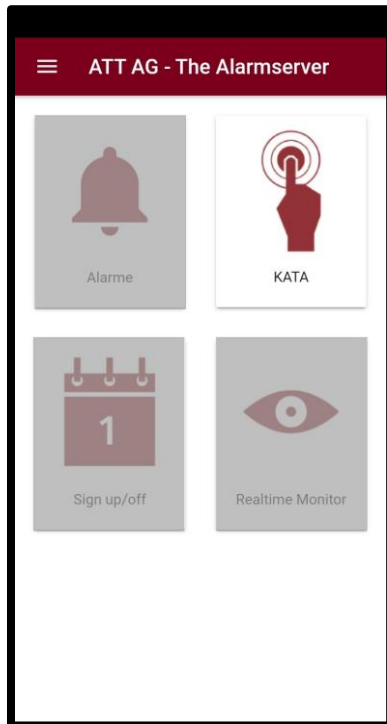 ATT AG - The Alarmserver
Alarme
KATA
1
Sign up/off
Realtime Monitor